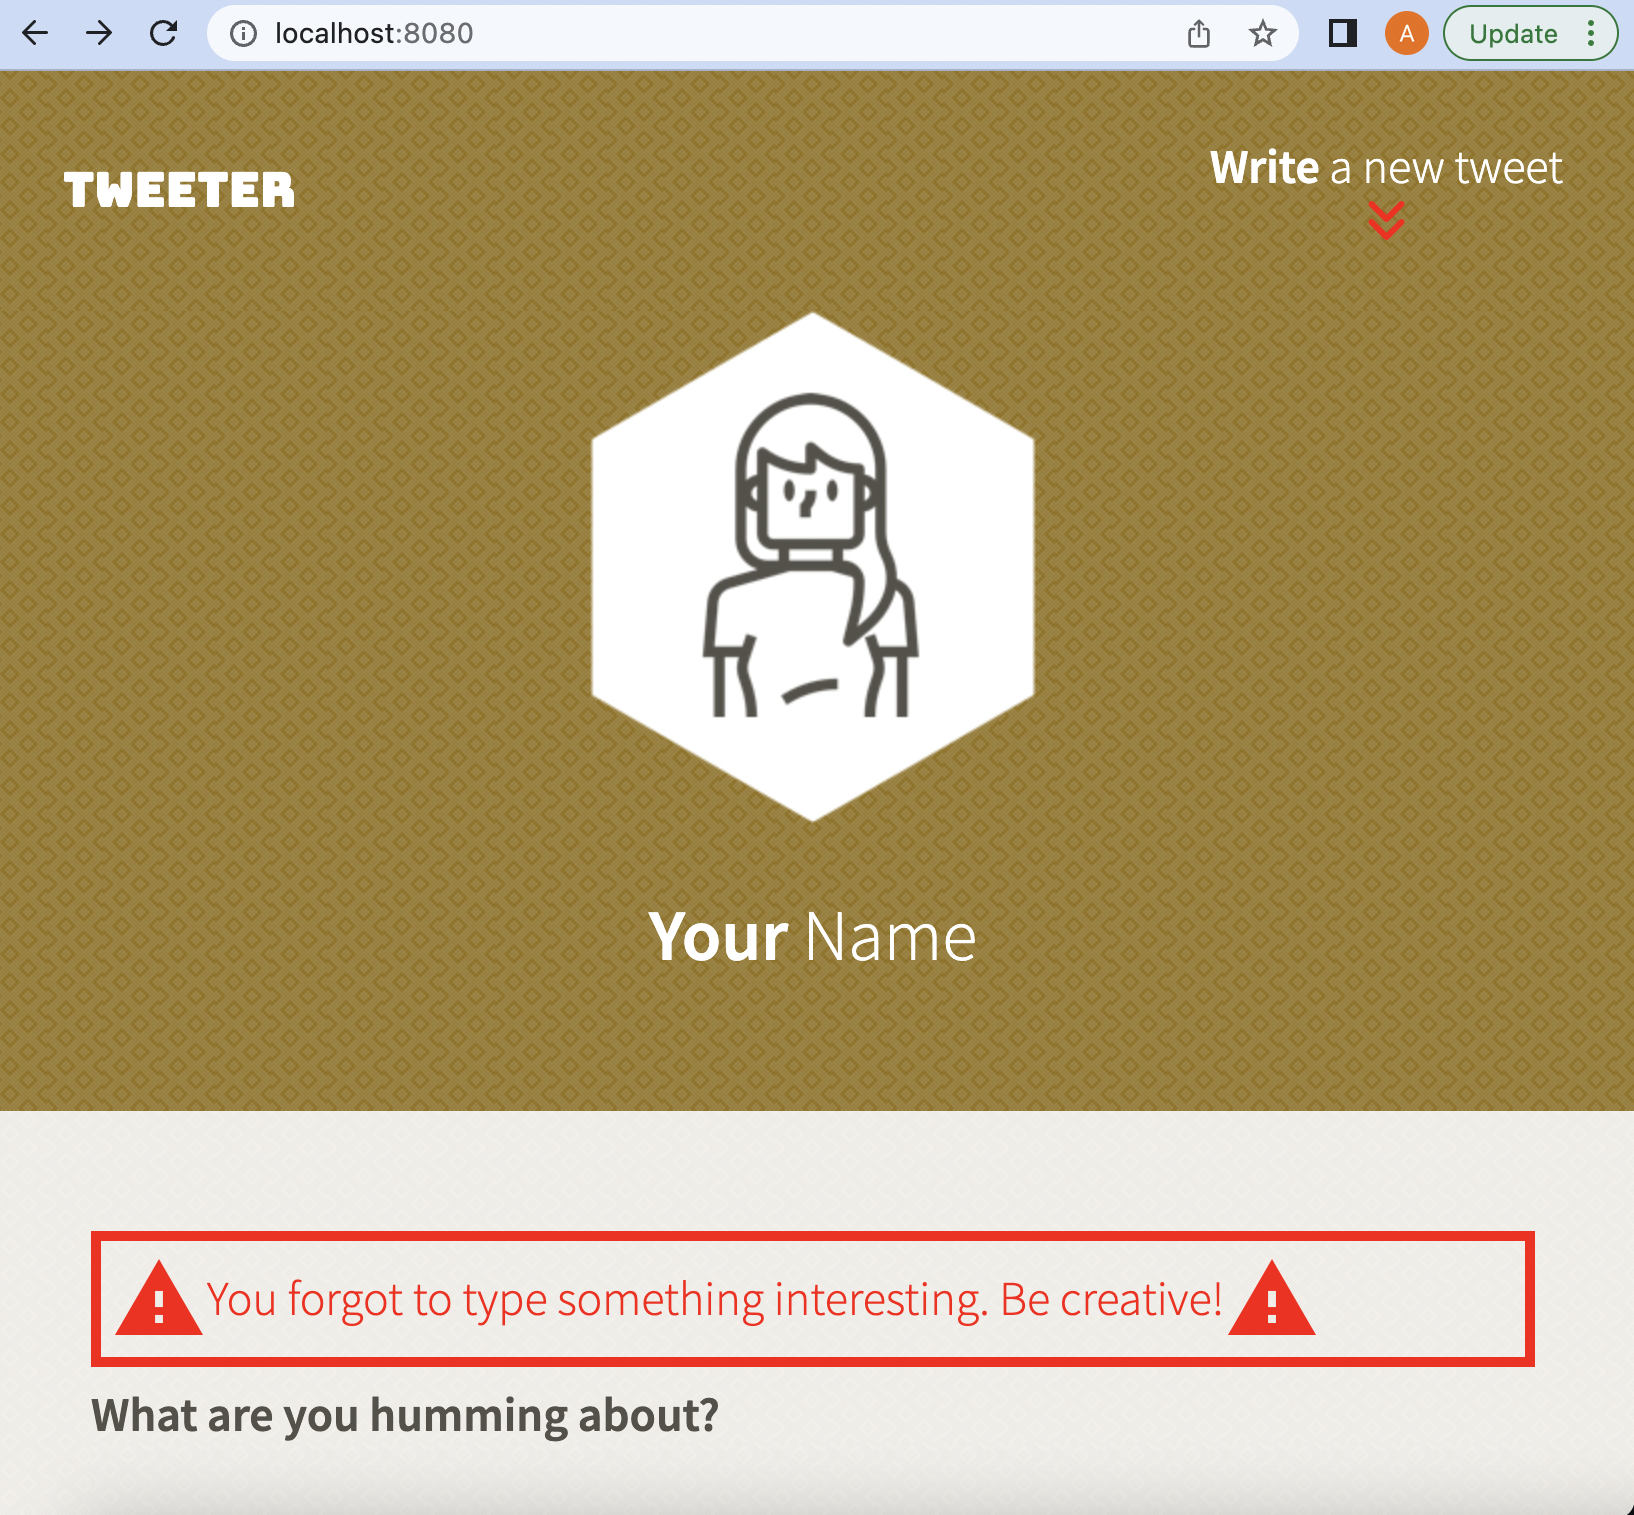 localhost:8080
A
Update
TWEETER
Write a new tweet
Your Name
You forgot to type something interesting. Be creative!
What are you humming about?